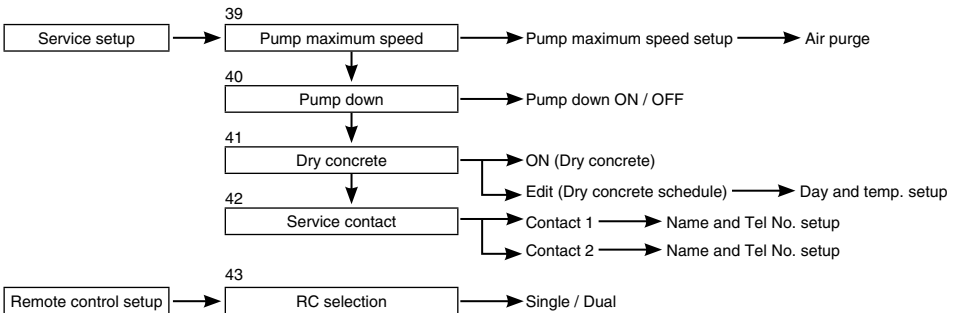 39
Service setup Pump maximum speed Pump maximum speed setup Air purge
40
Pump down Pump down ON / OFF
41
Dry concrete ON (Dry concrete)
Edit (Dry concrete schedule) Day and temp. setup
42
Service contact Contact 1 Name and Tel No. setup
Contact 2 Name and Tel No. setup
43
Remote control setup RC selection Single / Dual